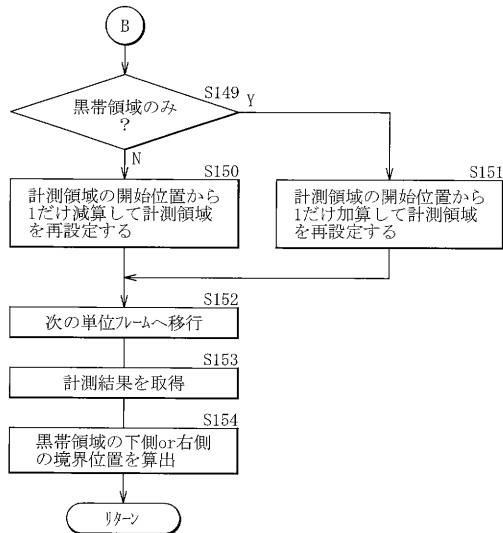 B
S149
黒帯領域のみ
?
Y
N
S150
計測領域の開始位置から
1だけ減算して計測領域
を再設定する
S151
計測領域の開始位置から
1だけ加算して計測領域
を再設定する
S152
次の単位フレームへ移行
S153
計測結果を取得
S154
黒帯領域の下側or右側
の境界位置を算出
リターン